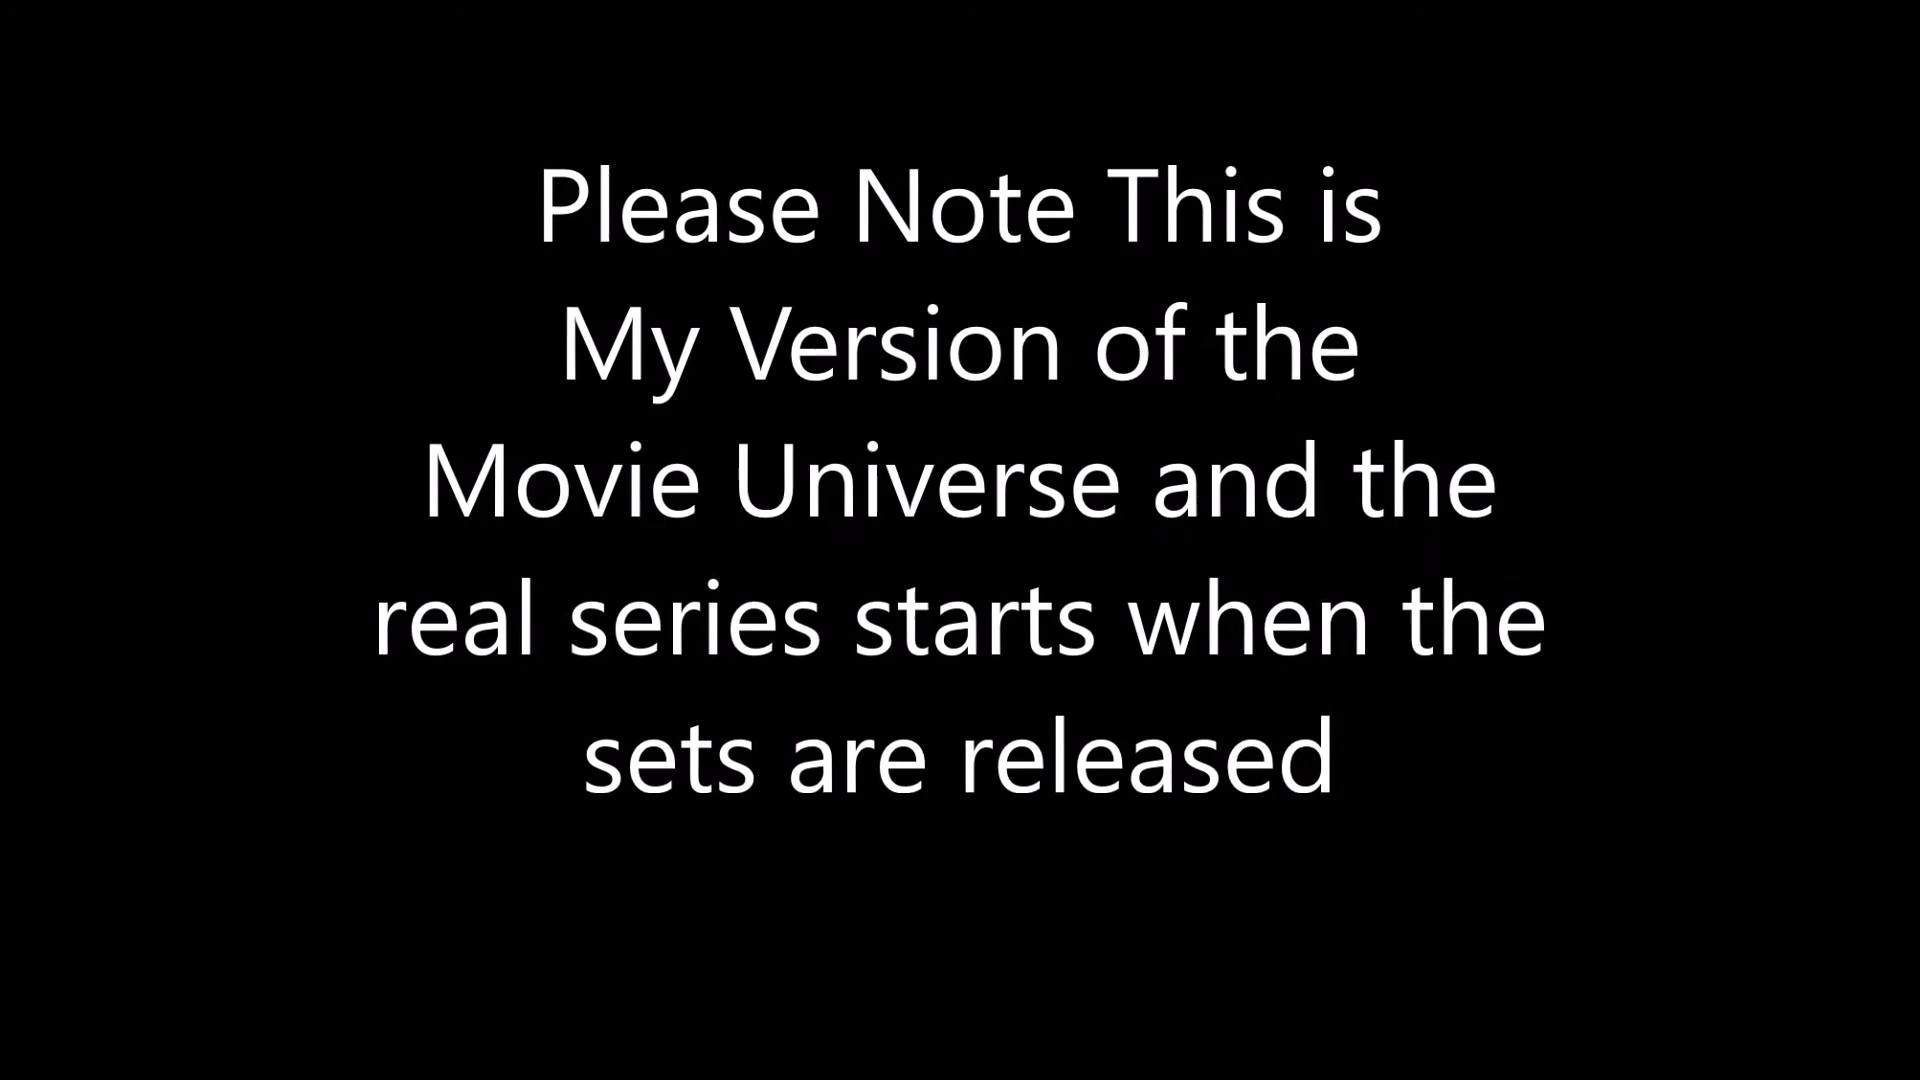 Please Note This is
My Version of the
Movie Universe and the
real series starts when the
sets are released